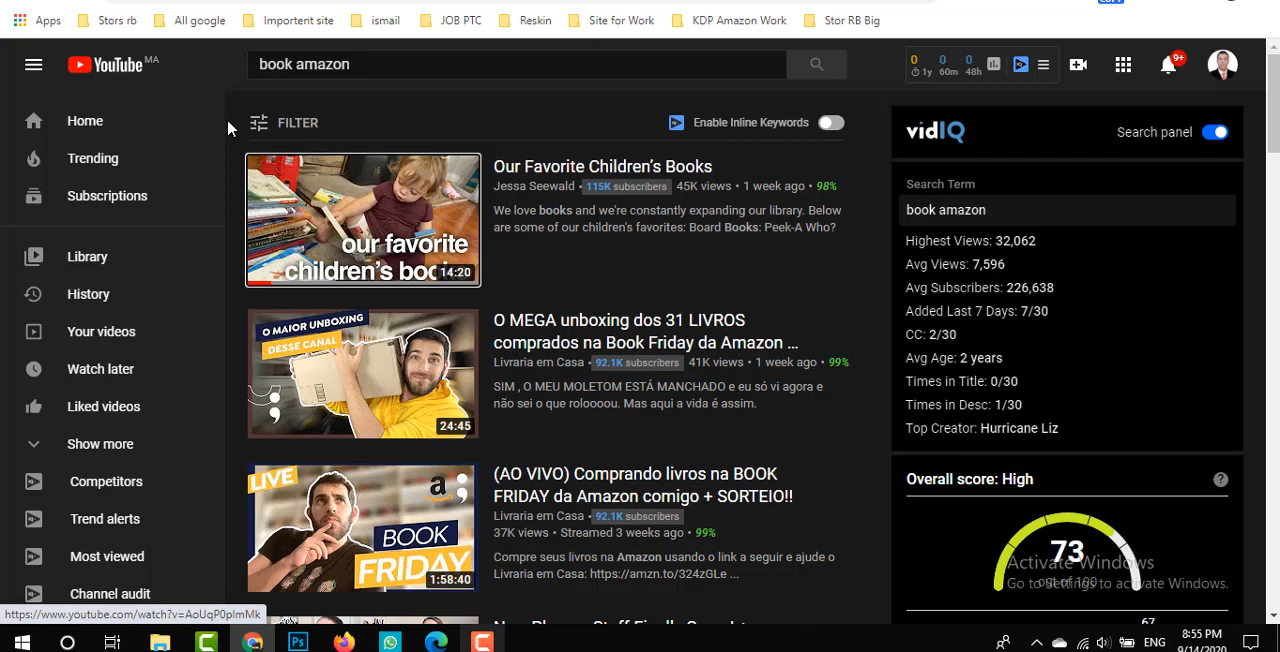 Apps
Stors rb
All google
Importent site
ismail
JOB PTC
Reskin
Site for Work
KDP Amazon Work
Stor RB Big
YouTube MA
book amazon
0 0 0
1y 60m 48h
9+
Home
Trending
Subscriptions
Library
History
Your videos
Watch later
Liked videos
Show more
Competitors
Trend alerts
Most viewed
Channel audit
FILTER
Enable Inline Keywords
our favorite
14:20
Our Favorite Children's Books
Jessa Seewald • 115K subscribers 45K views • 1 week ago • 98%
We love books and we're constantly expanding our library. Below
are some of our children's favorites: Board Books: Peek-A Who?
O MAIOR UNBOXING
DESSE CANAL
24:45
O MEGA unboxing dos 31 LIVROS
comprados na Book Friday da Amazon ...
Livraria em Casa • 92.1K subscribers 41K views • 1 week ago • 99%
SIM , O MEU MOLETOM ESTÁ MANCHADO e eu só vi agora e
não sei o que roloooou. Mas aqui a vida é assim.
LIVE
a
BOOK
FRIDAY
1:58:40
(AO VIVO) Comprando livros na BOOK
FRIDAY da Amazon comigo + SORTEIO!!
Livraria em Casa • 92.1K subscribers
37K views • Streamed 3 weeks ago • 99%
Compre seus livros na Amazon usando o link a seguir e ajude o
Livraria em Casa: https://amzn.to/324zGLe ...
vidIQ
Search panel
Search Term
book amazon
Highest Views: 32,062
Avg Views: 7,596
Avg Subscribers: 226,638
Added Last 7 Days: 7/30
CC: 2/30
Avg Age: 2 years
Times in Title: 0/30
Times in Desc: 1/30
Top Creator: Hurricane Liz
Overall score: High
?
73
out of 100
Activate Windows
Go to Settings to activate Windows.
67
https://www.youtube.com/watch?v=AoUqP0pImMk
Ps
ENG
8:55 PM
9/14/2020